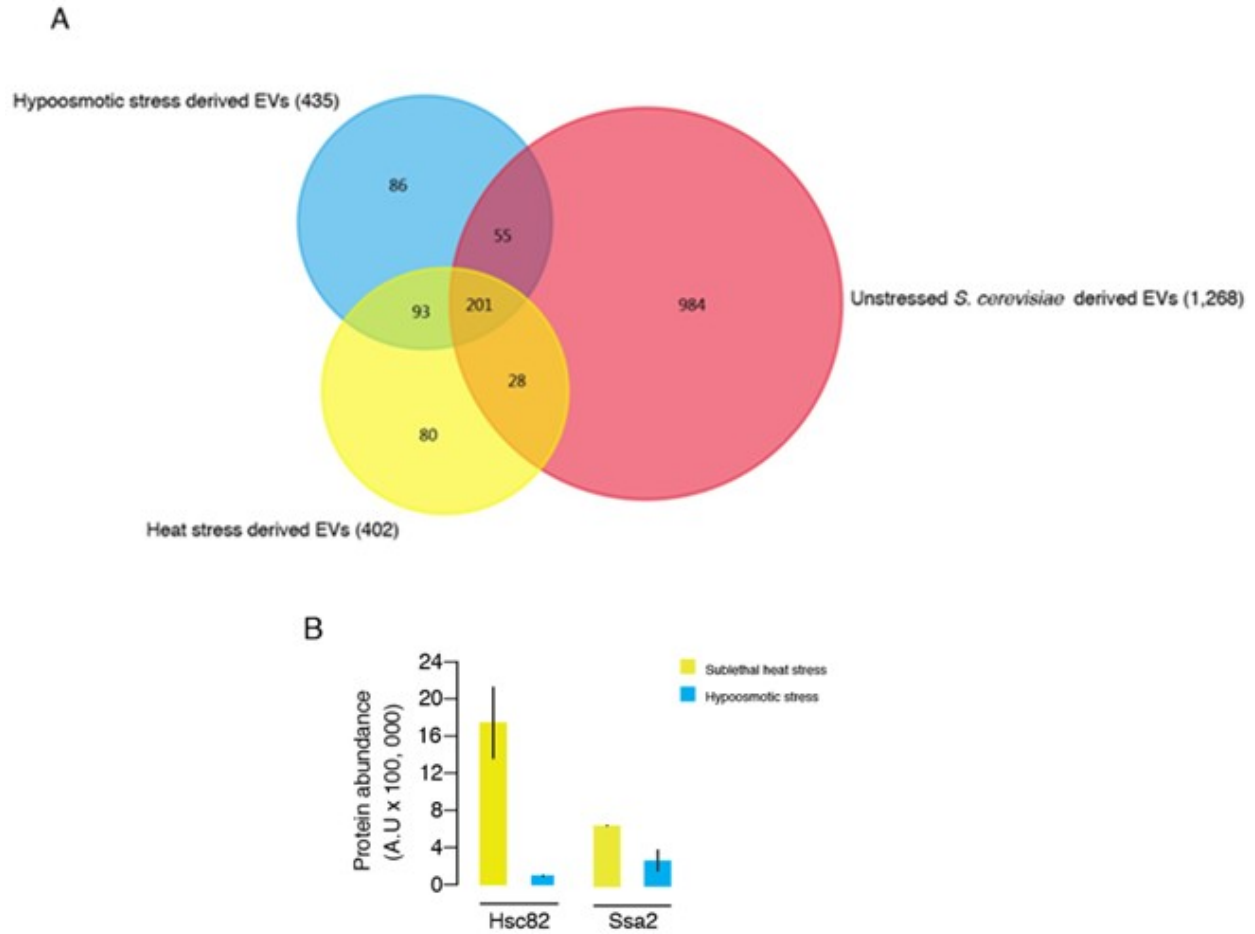 A
Hypoosmotic stress derived EVs (435)
86
55
Unstressed S. cerevisiae derived EVs (1,268)
93
201
984
28
80
Heat stress derived EVs (402)
B
Protein abundance
(A.U x 100, 000)
24
20
16
12
8
4
0
Sublethal heat stress
Hypoosmotic stress
Hsc82
Ssa2